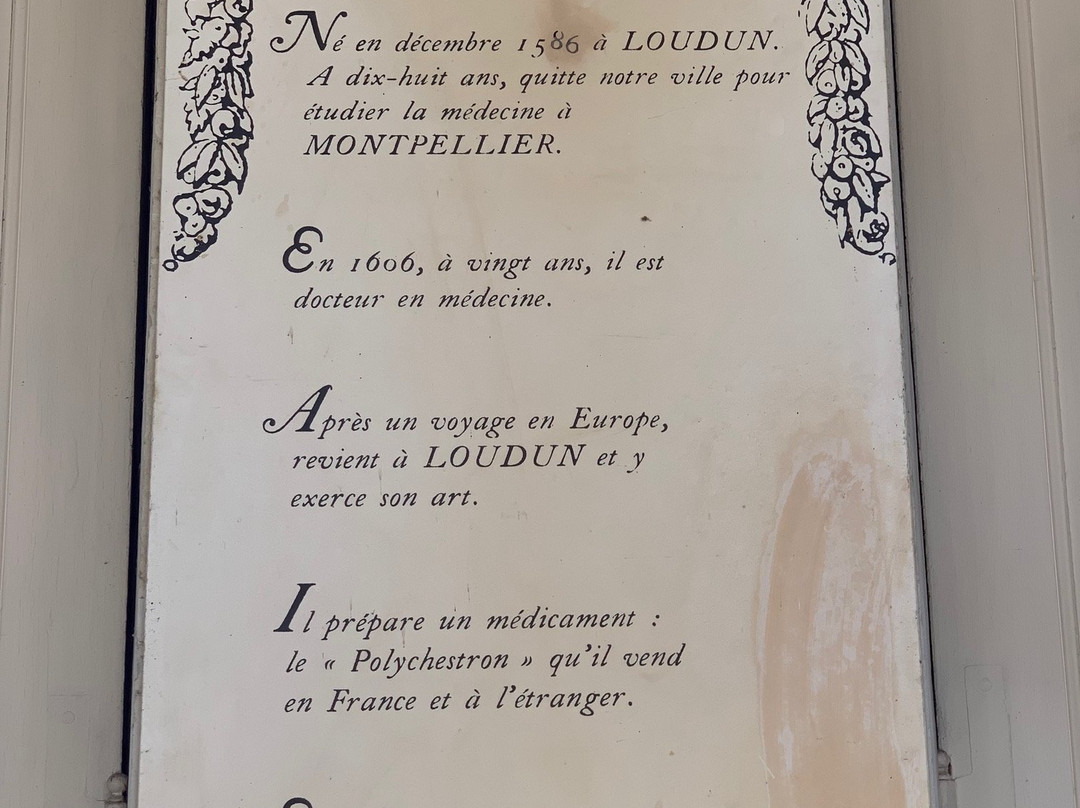 Né en décembre 1586 à LOUDUN.
A dix-huit ans, quitte notre ville pour
étudier la médecine à
MONTPELLIER.
En 1606, à vingt ans, il est
docteur en médecine.
Après un voyage en Europe,
revient à LOUDUN et y
exerce son art.
Il prépare un médicament :
le « Polychestron » qu'il vend
en France et à l'étranger.